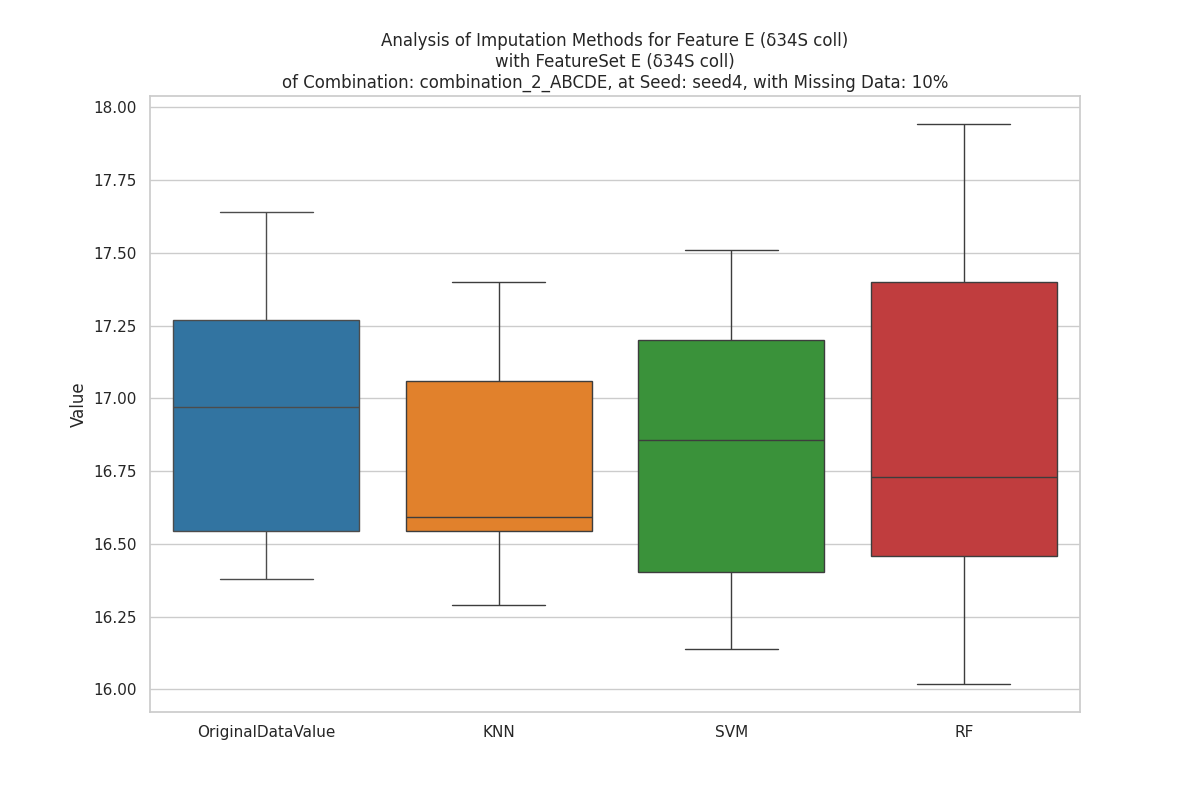 Analysis of Imputation Methods for Feature E (δ34S coll)
with FeatureSet E (δ34S coll)
of Combination: combination_2_ABCDE, at Seed: seed4, with Missing Data: 10%
18.00
17.75
17.50
17.25
17.00
16.75
16.50
16.25
16.00
Value
OriginalDataValue
KNN
SVM
RF